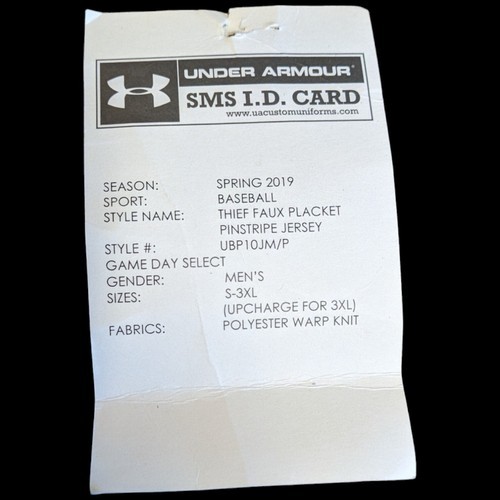 UNDER ARMOUR
SMS I.D. CARD
www.uacustomuniforms.com
SEASON: SPRING 2019
SPORT: BASEBALL
STYLE NAME: THIEF FAUX PLACKET
PINSTRIPE JERSEY
STYLE #: UBP10JM/P
GAME DAY SELECT
GENDER: MEN'S
SIZES: S-3XL
(UPCHARGE FOR 3XL)
FABRICS: POLYESTER WARP KNIT